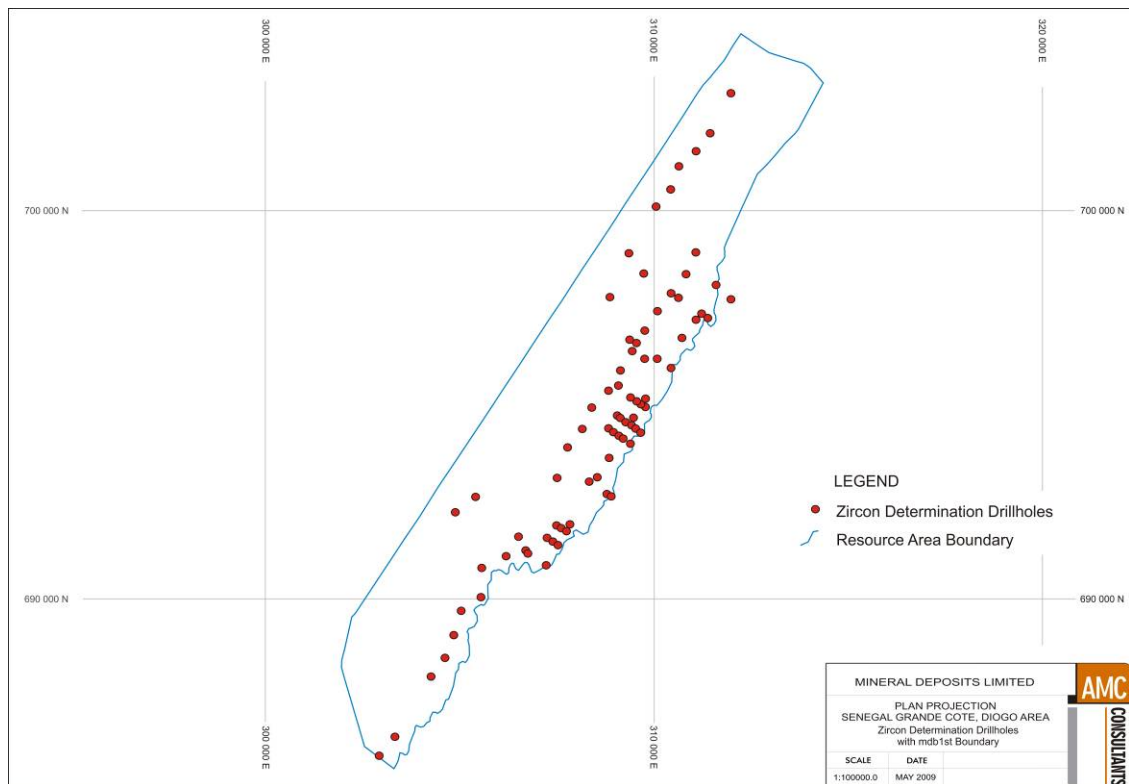 300 000 E
310 000 E
320 000 E
700 000 N
700 000 N
LEGEND
Zircon Determination Drillholes
Resource Area Boundary
690 000 N
690 000 N
300 000 E
310 000 E
MINERAL DEPOSITS LIMITED
PLAN PROJECTION
SENEGAL GRANDE COTE, DIOGO AREA
Zircon Determination Drillholes
with mdb1st Boundary
SCALE DATE
1:100000.0 MAY 2009
AMC
CONSULTANTS